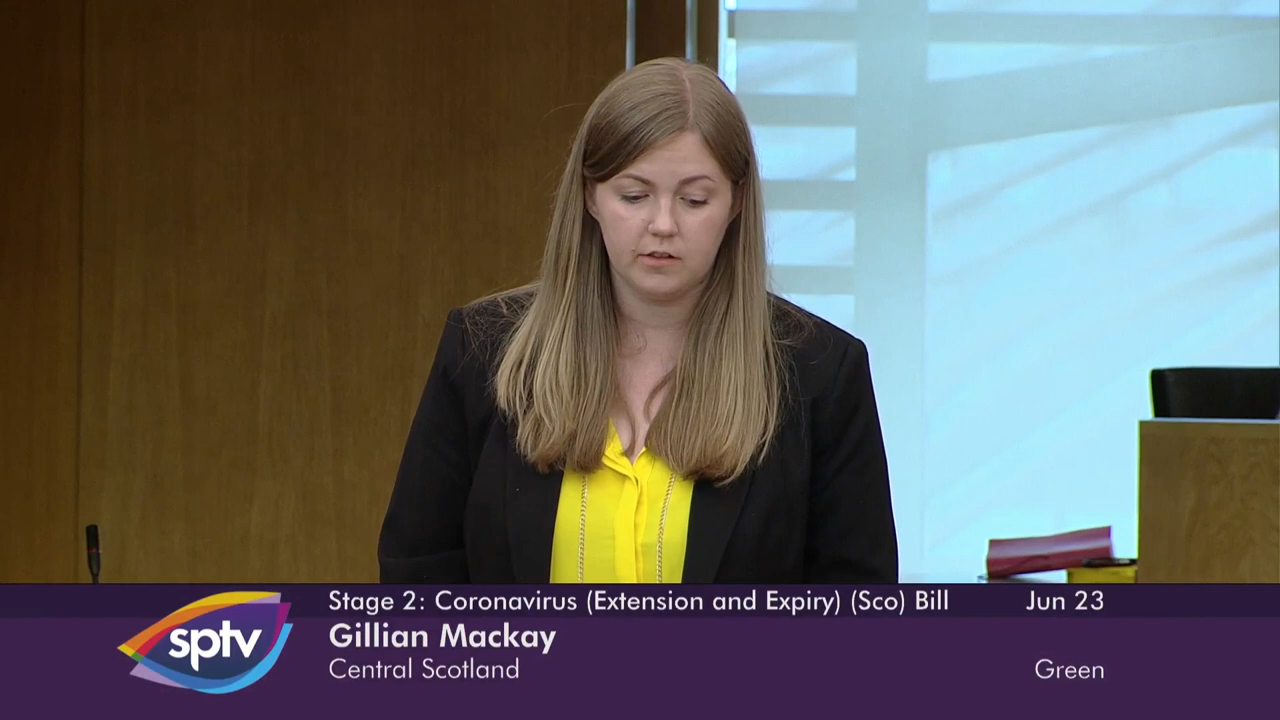 Stage 2: Coronavirus (Extension and Expiry) (Sco) Bill Jun 23
sptv
Gillian Mackay
Central Scotland Green